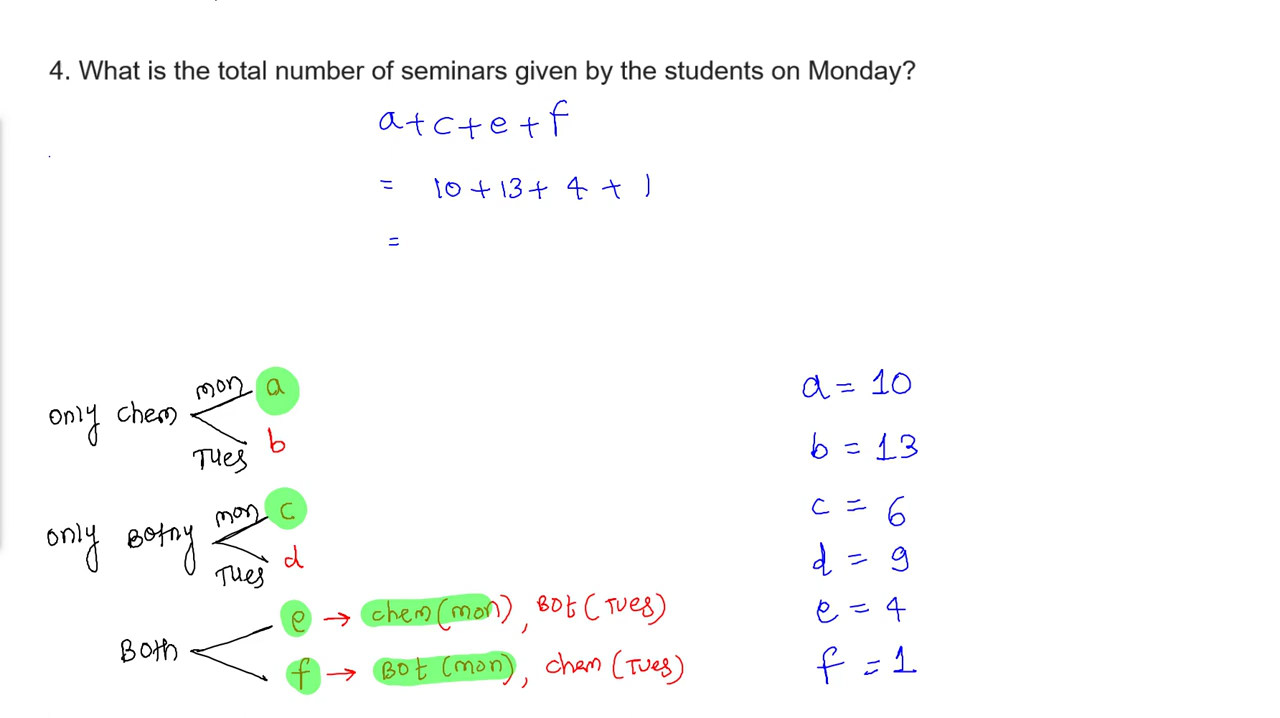 4. What is the total number of seminars given by the students on Monday?
a + c + e + f
= 10 + 13 + 4 + 1
=
only chem
mon a
Tues b
only Botny
mon c
Tues d
Both
e → chem (mon), Bot (Tues)
f → Bot (mon), chem (Tues)
a = 10
b = 13
c = 6
d = 9
e = 4
f = 1